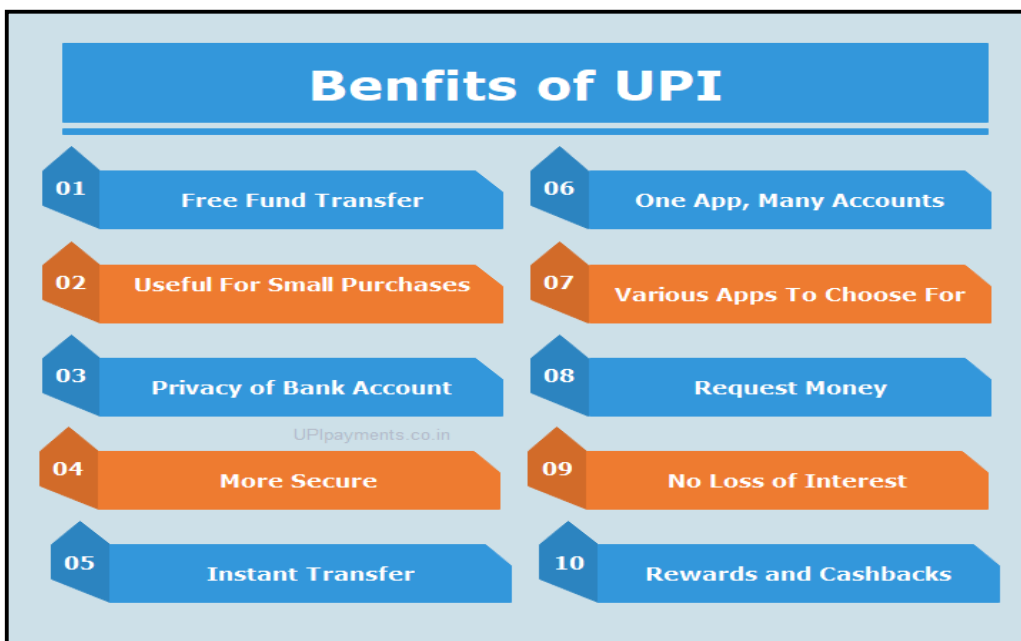 Benfits of UPI
01 Free Fund Transfer
02 Useful For Small Purchases
03 Privacy of Bank Account
UPIpayments.co.in
04 More Secure
05 Instant Transfer
06 One App, Many Accounts
07 Various Apps To Choose For
08 Request Money
09 No Loss of Interest
10 Rewards and Cashbacks